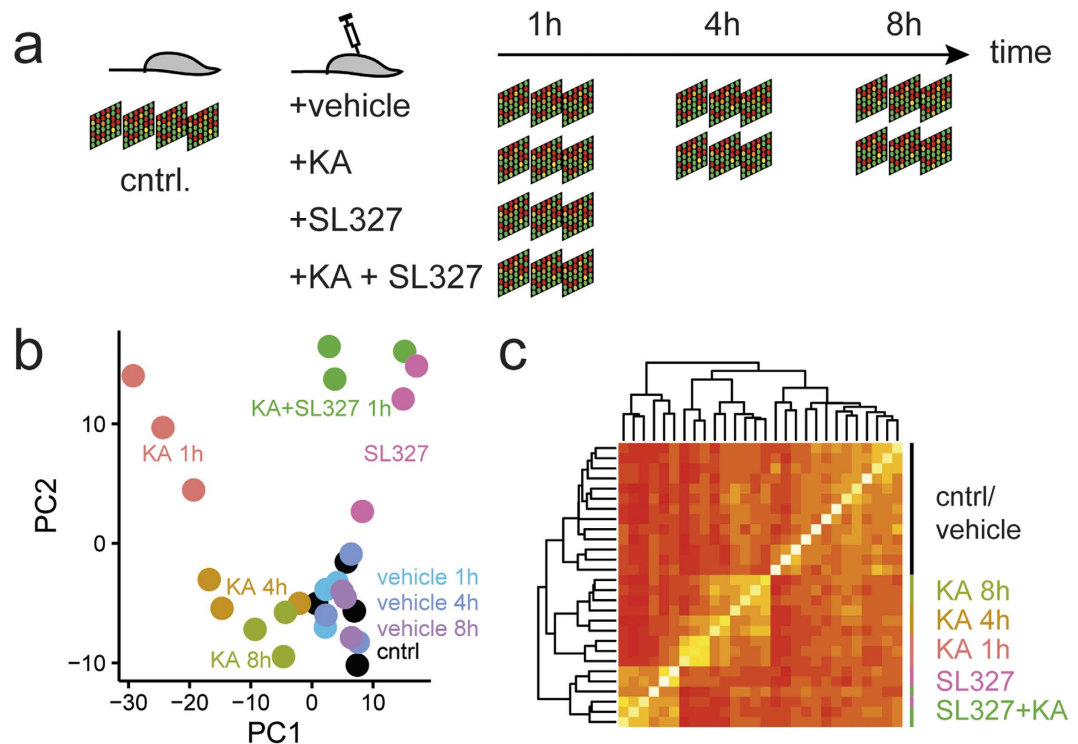 a
1h 4h 8h
time
+vehicle
+KA
+SL327
+KA + SL327
cntrl.
b
PC2
10
0
−10
KA+SL327 1h
KA 1h
SL327
KA 4h
KA 8h
vehicle 1h
vehicle 4h
vehicle 8h
cntrl
−30 −20 −10 0 10
PC1
c
cntrl/
vehicle
KA 8h
KA 4h
KA 1h
SL327
SL327+KA